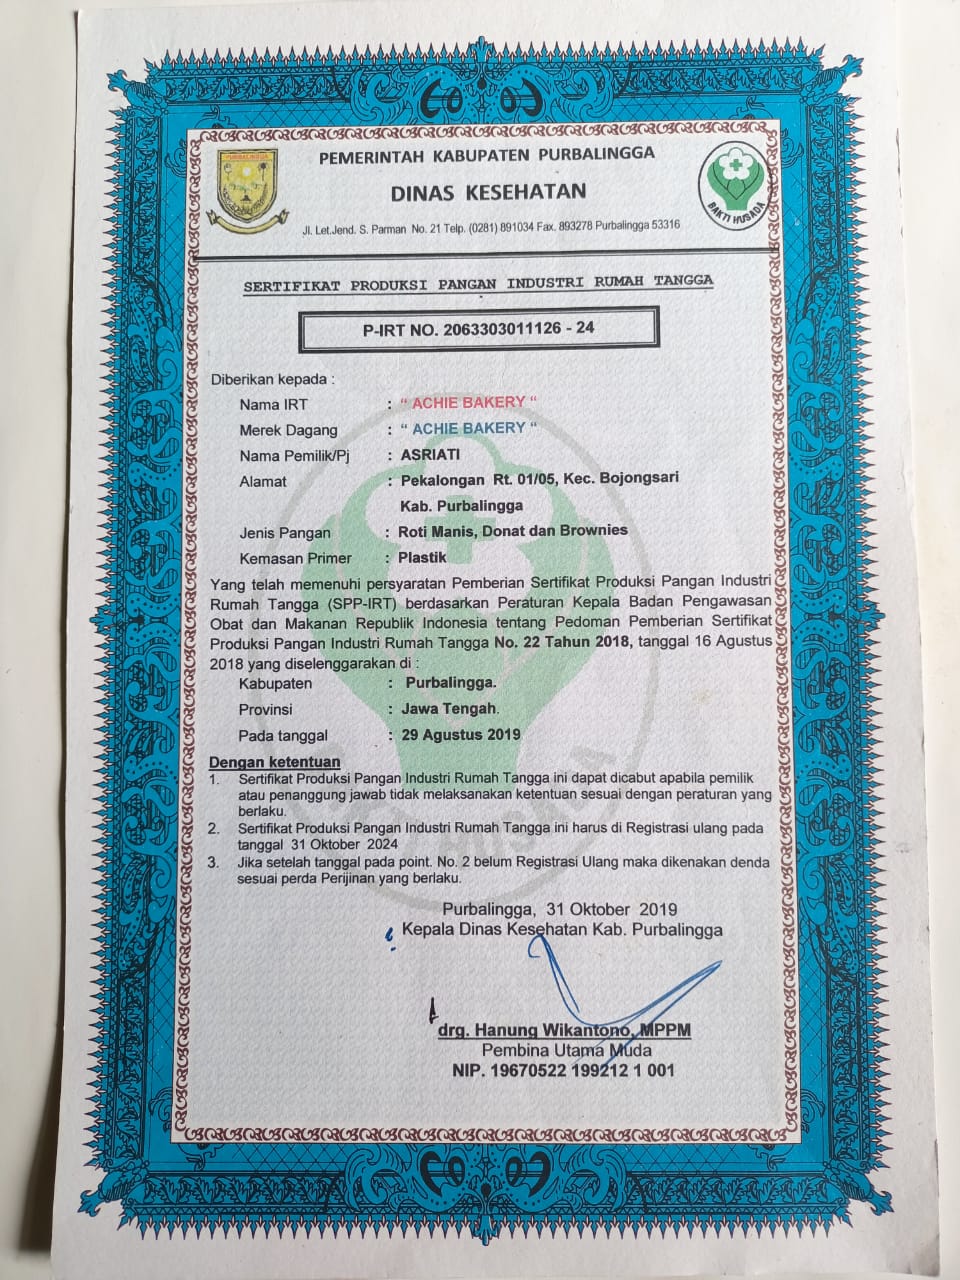 PURBALINGGA
PEMERINTAH KABUPATEN PURBALINGGA
DINAS KESEHATAN
Jl. Let.Jend. S. Parman No. 21 Telp. (0281) 891034 Fax. 893278 Purbalingga 53316
BAKTI HUSADA
SERTIFIKAT PRODUKSI PANGAN INDUSTRI RUMAH TANGGA
P-IRT NO. 2063303011126 - 24
Diberikan kepada :
Nama IRT : “ ACHIE BAKERY “
Merek Dagang : “ ACHIE BAKERY “
Nama Pemilik/Pj : ASRIATI
Alamat : Pekalongan Rt. 01/05, Kec. Bojongsari
Kab. Purbalingga
Jenis Pangan : Roti Manis, Donat dan Brownies
Kemasan Primer : Plastik
Yang telah memenuhi persyaratan Pemberian Sertifikat Produksi Pangan Industri
Rumah Tangga (SPP-IRT) berdasarkan Peraturan Kepala Badan Pengawasan
Obat dan Makanan Republik Indonesia tentang Pedoman Pemberian Sertifikat
Produksi Pangan Industri Rumah Tangga No. 22 Tahun 2018, tanggal 16 Agustus
2018 yang diselenggarakan di :
Kabupaten : Purbalingga.
Provinsi : Jawa Tengah.
Pada tanggal : 29 Agustus 2019
Dengan ketentuan
1. Sertifikat Produksi Pangan Industri Rumah Tangga ini dapat dicabut apabila pemilik
atau penanggung jawab tidak melaksanakan ketentuan sesuai dengan peraturan yang
berlaku.
2. Sertifikat Produksi Pangan Industri Rumah Tangga ini harus di Registrasi ulang pada
tanggal 31 Oktober 2024
3. Jika setelah tanggal pada point. No. 2 belum Registrasi Ulang maka dikenakan denda
sesuai perda Perijinan yang berlaku.
Purbalingga, 31 Oktober 2019
Kepala Dinas Kesehatan Kab. Purbalingga
drg. Hanung Wikantono, MPPM
Pembina Utama Muda
NIP. 19670522 199212 1 001